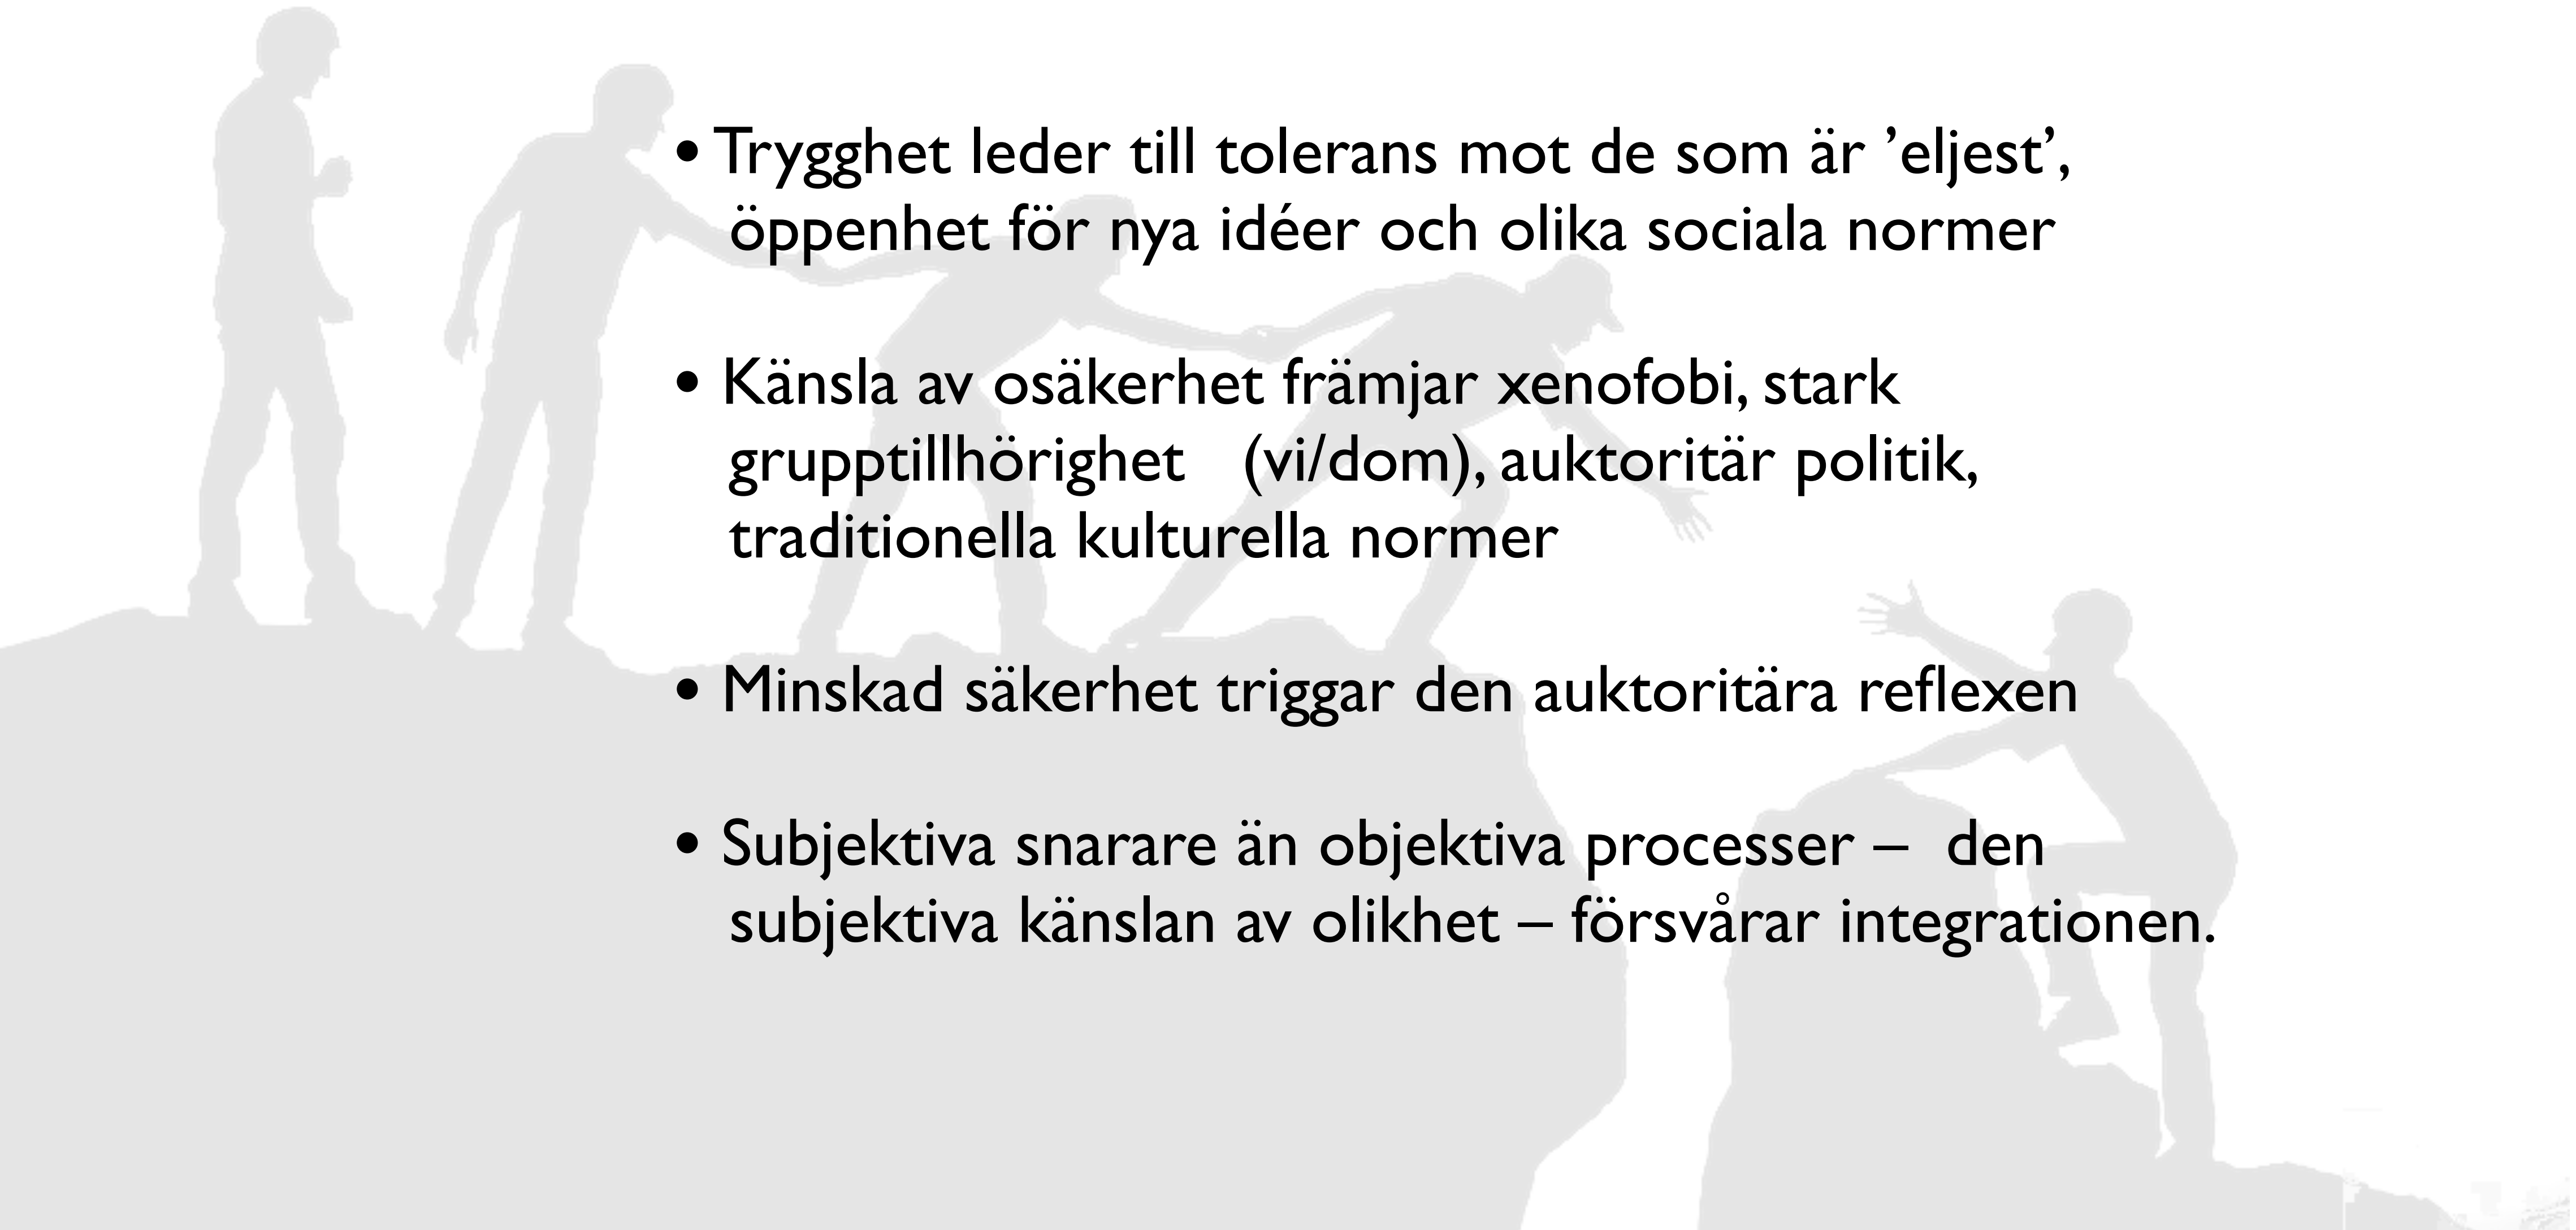 • Trygghet leder till tolerans mot de som är ’eljest’,
öppenhet för nya idéer och olika sociala normer
• Känsla av osäkerhet främjar xenofobi, stark
grupptillhörighet (vi/dom), auktoritär politik,
traditionella kulturella normer
• Minskad säkerhet triggar den auktoritära reflexen
• Subjektiva snarare än objektiva processer – den
subjektiva känslan av olikhet – försvårar integrationen.